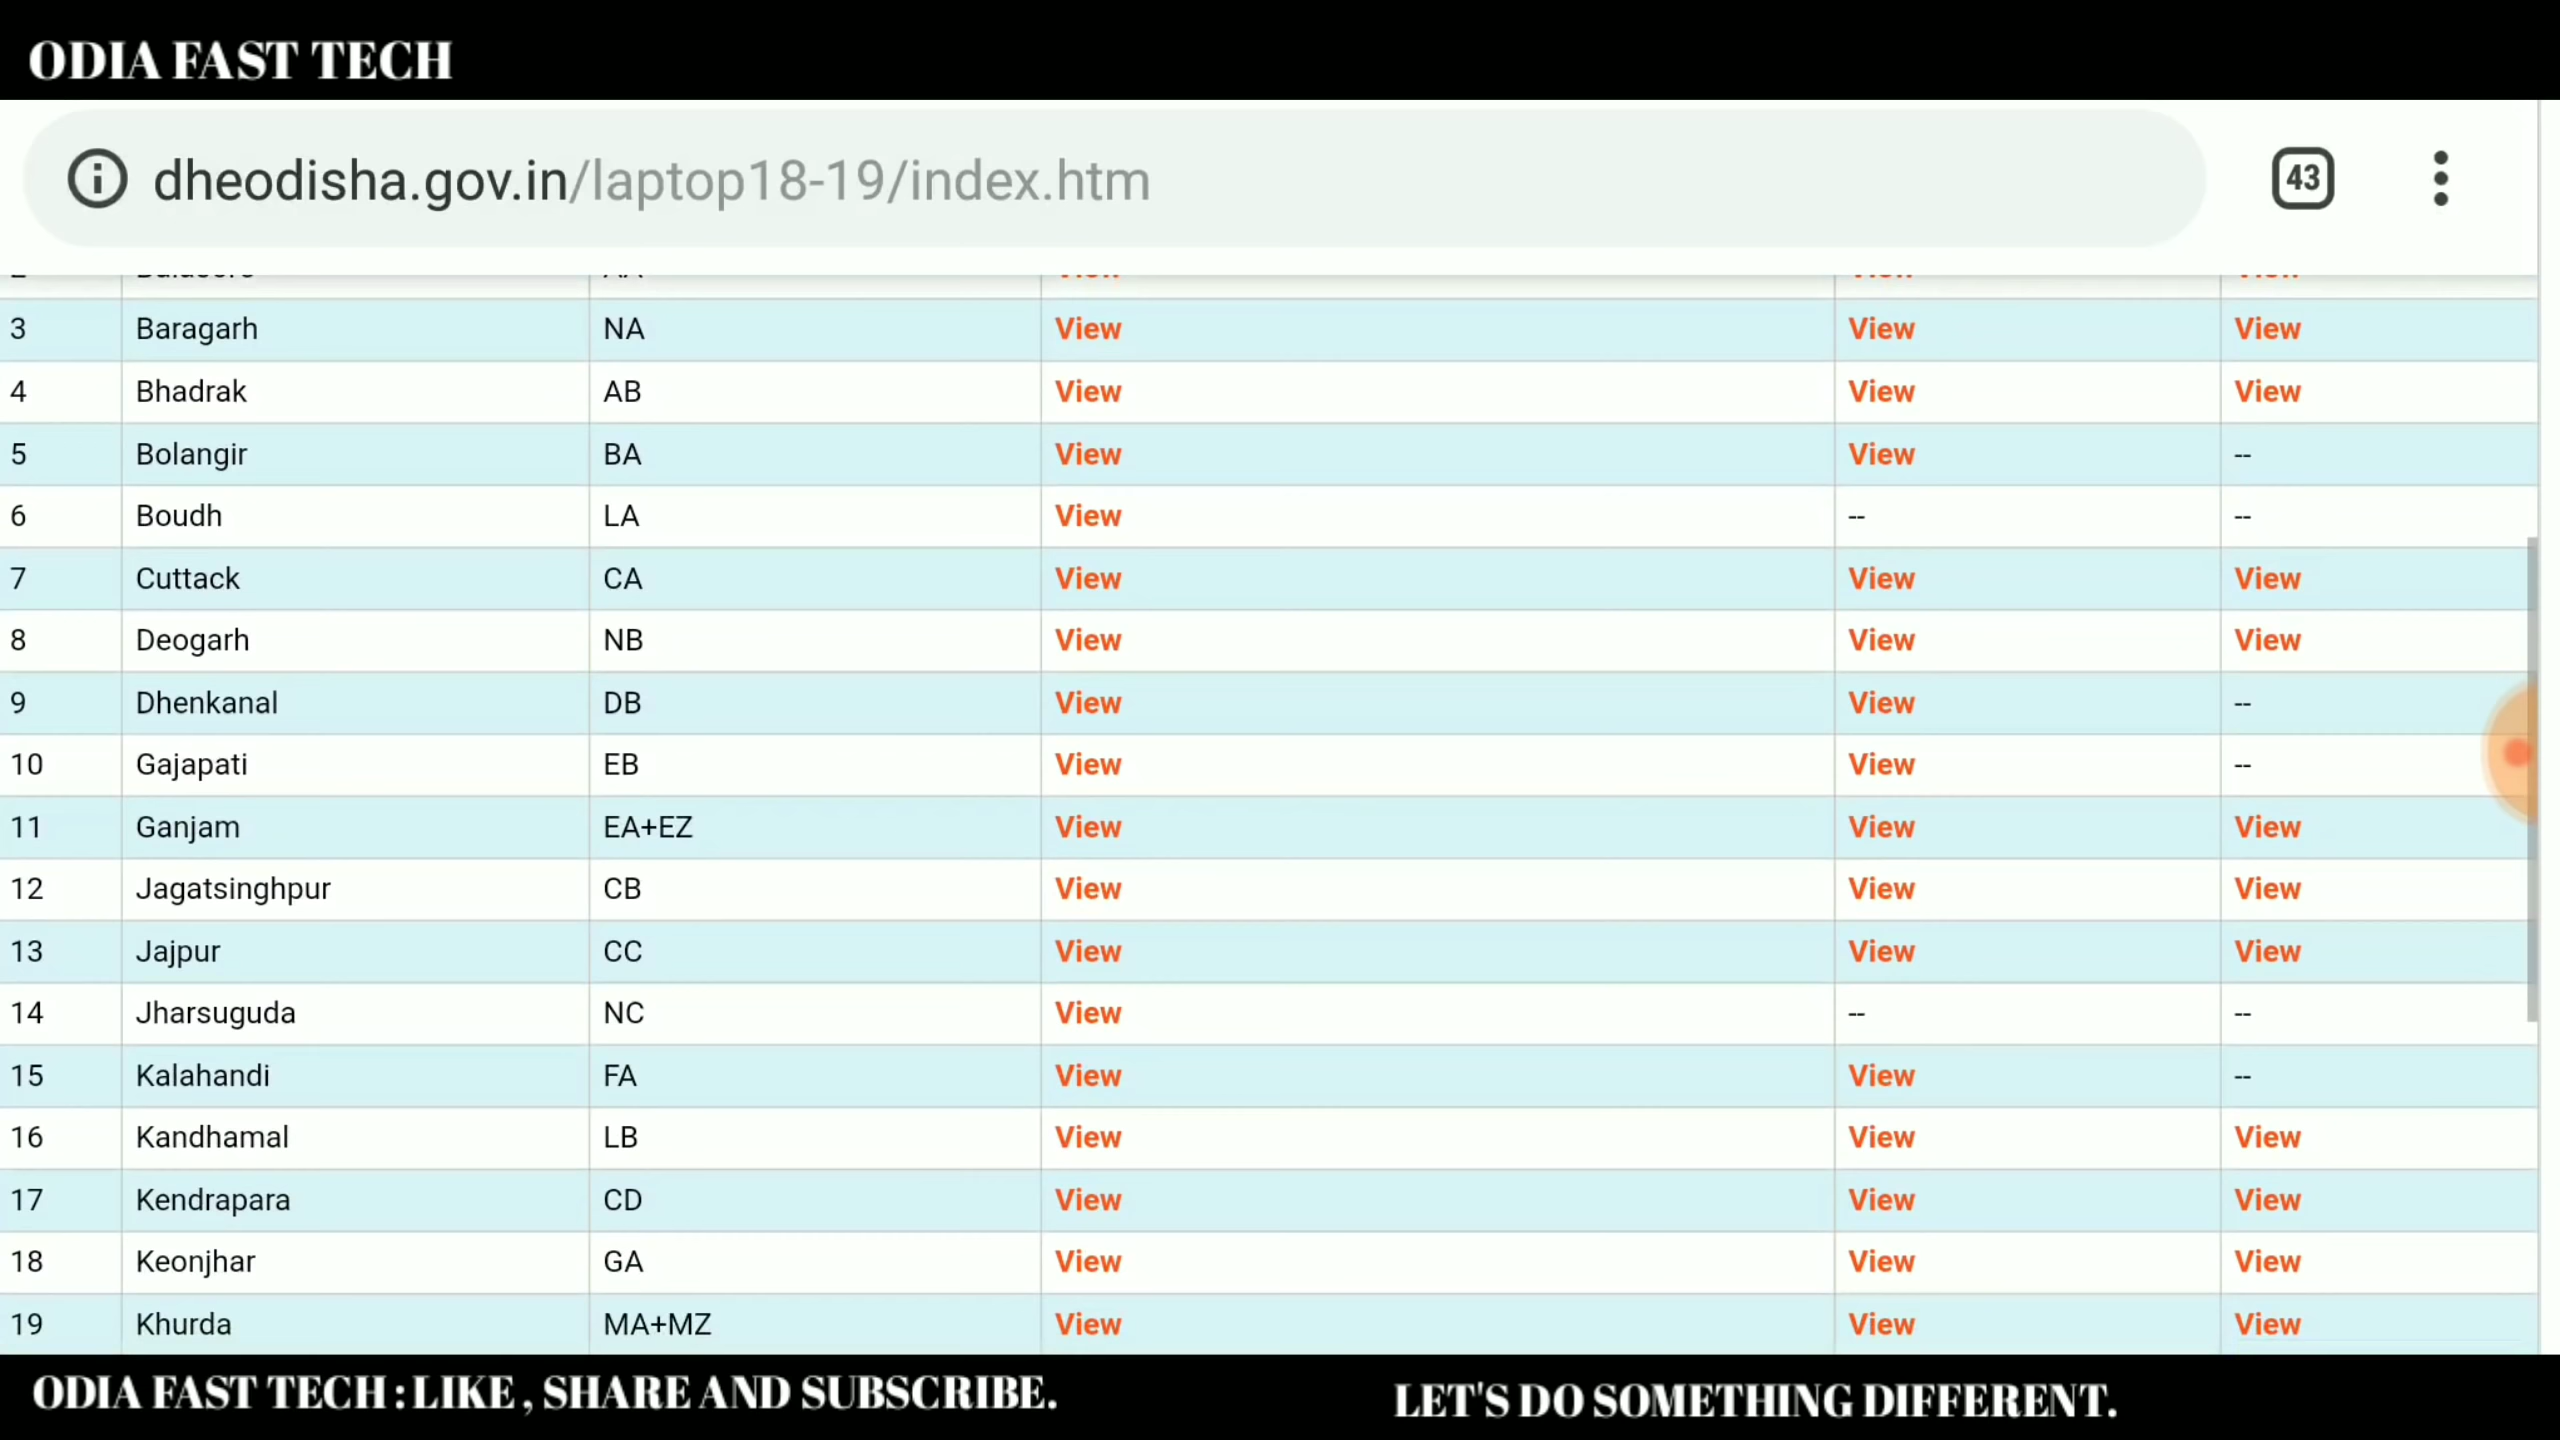 ODIA FAST TECH
dheodisha.gov.in/laptop18-19/index.htm
43
3 Baragarh NA View View View
4 Bhadrak AB View View View
5 Bolangir BA View View --
6 Boudh LA View -- --
7 Cuttack CA View View View
8 Deogarh NB View View View
9 Dhenkanal DB View View --
10 Gajapati EB View View --
11 Ganjam EA+EZ View View View
12 Jagatsinghpur CB View View View
13 Jajpur CC View View View
14 Jharsuguda NC View -- --
15 Kalahandi FA View View --
16 Kandhamal LB View View View
17 Kendrapara CD View View View
18 Keonjhar GA View View View
19 Khurda MA+MZ View View View
ODIA FAST TECH : LIKE , SHARE AND SUBSCRIBE.
LET'S DO SOMETHING DIFFERENT.